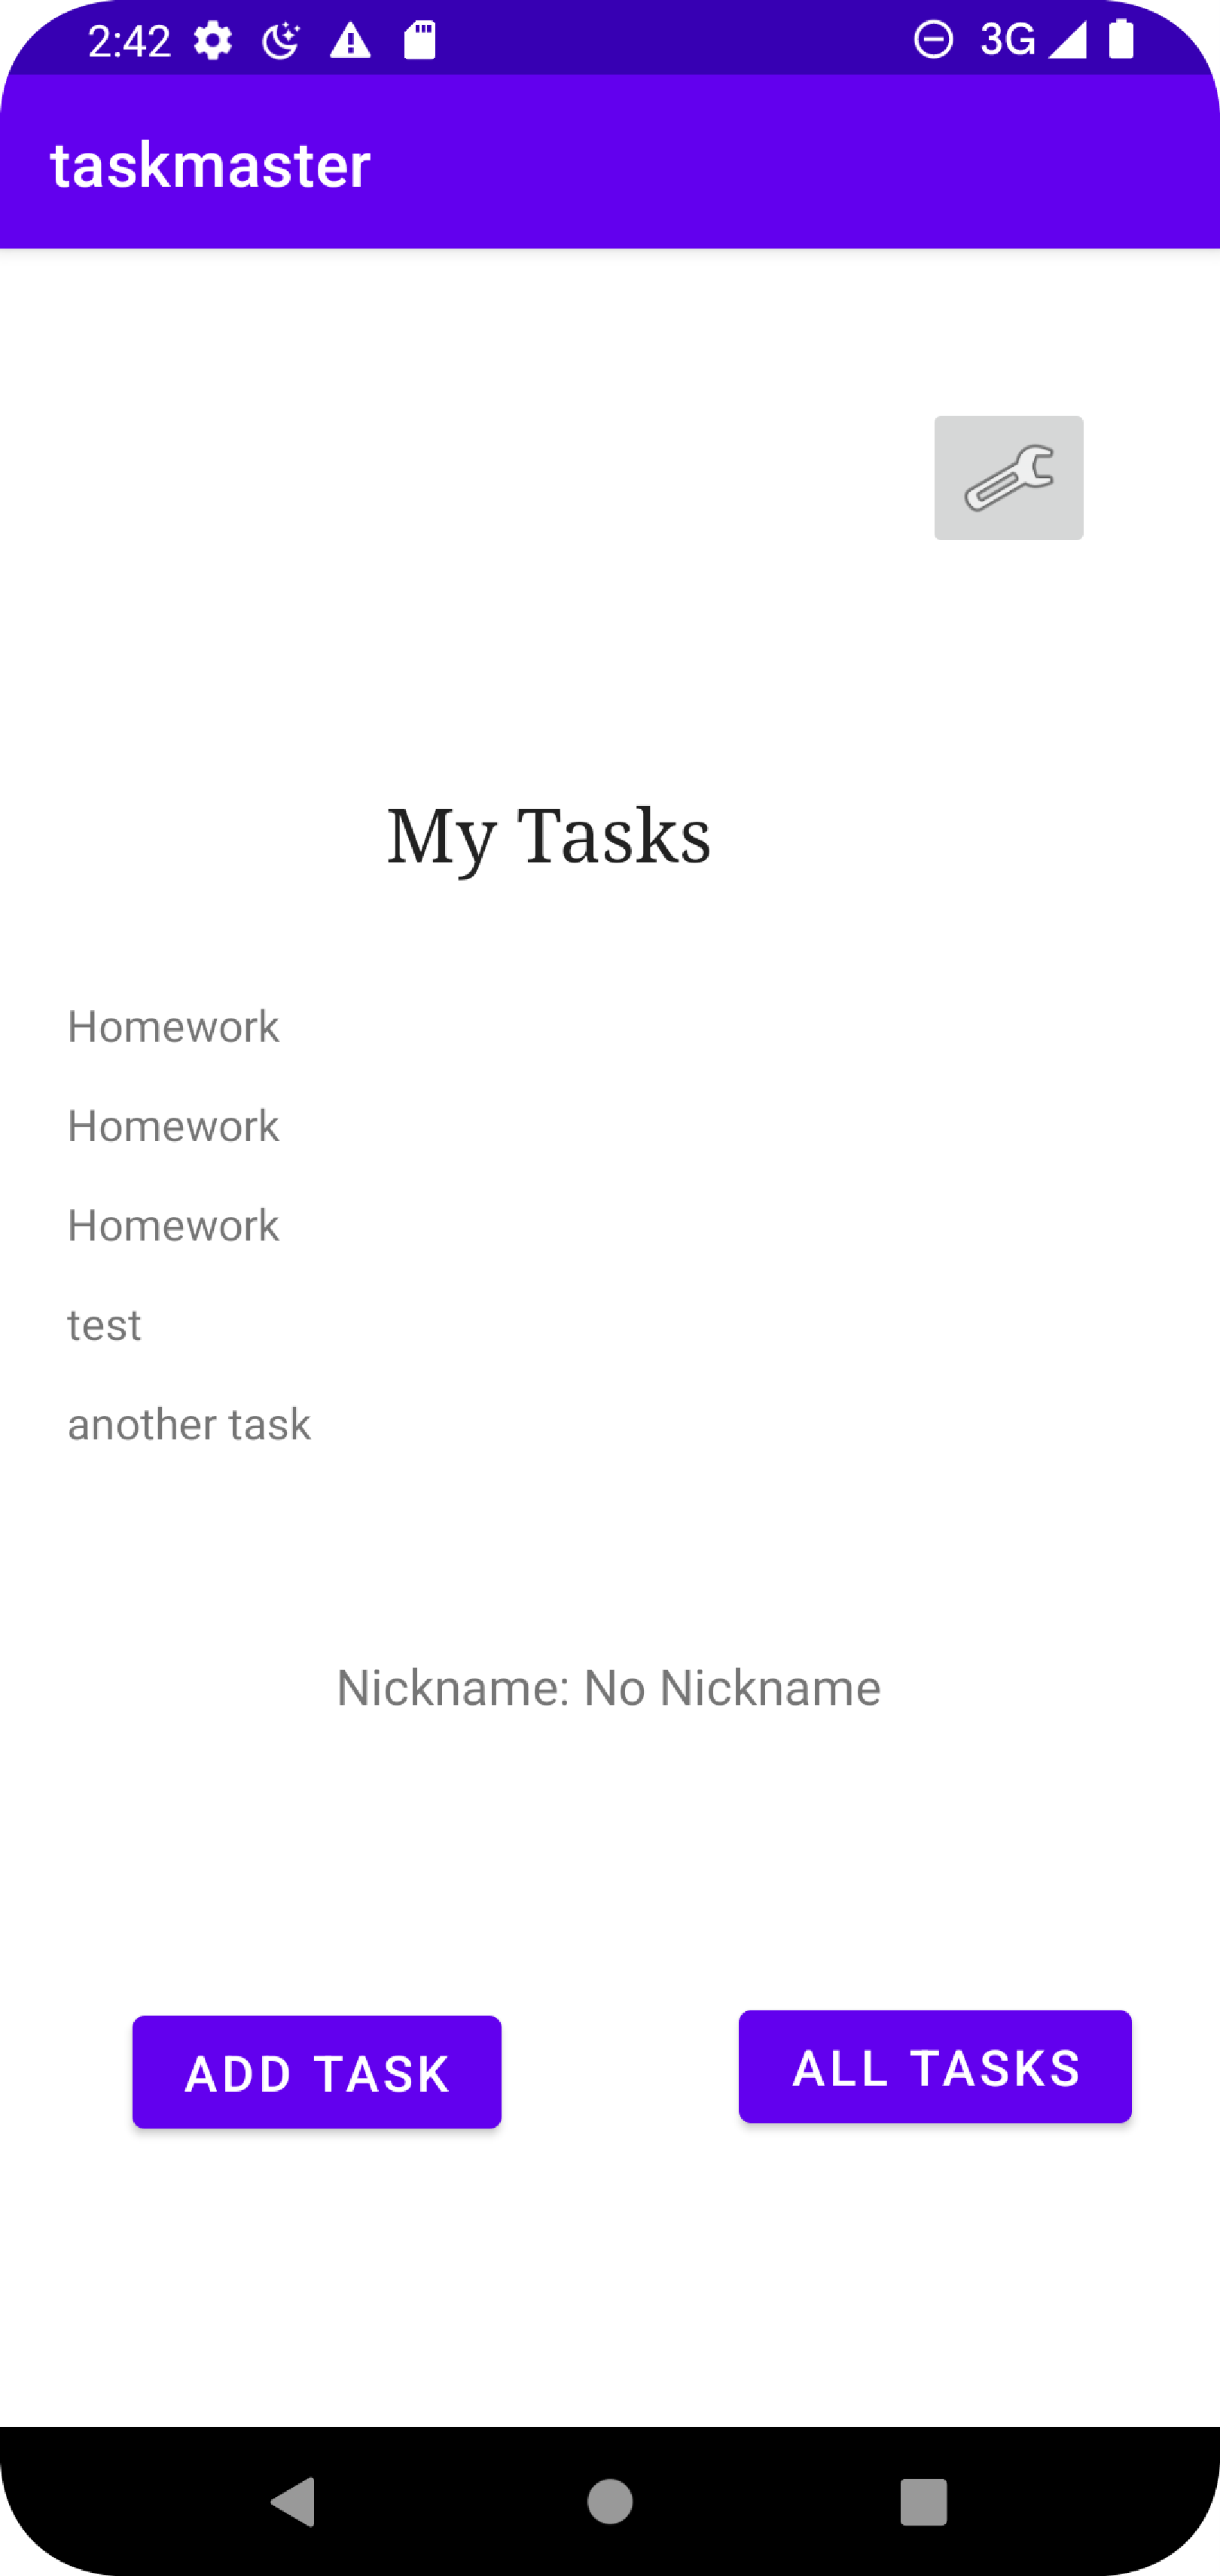 2:42 3G
taskmaster
My Tasks
Homework
Homework
Homework
test
another task
Nickname: No Nickname
ADD TASK ALL TASKS